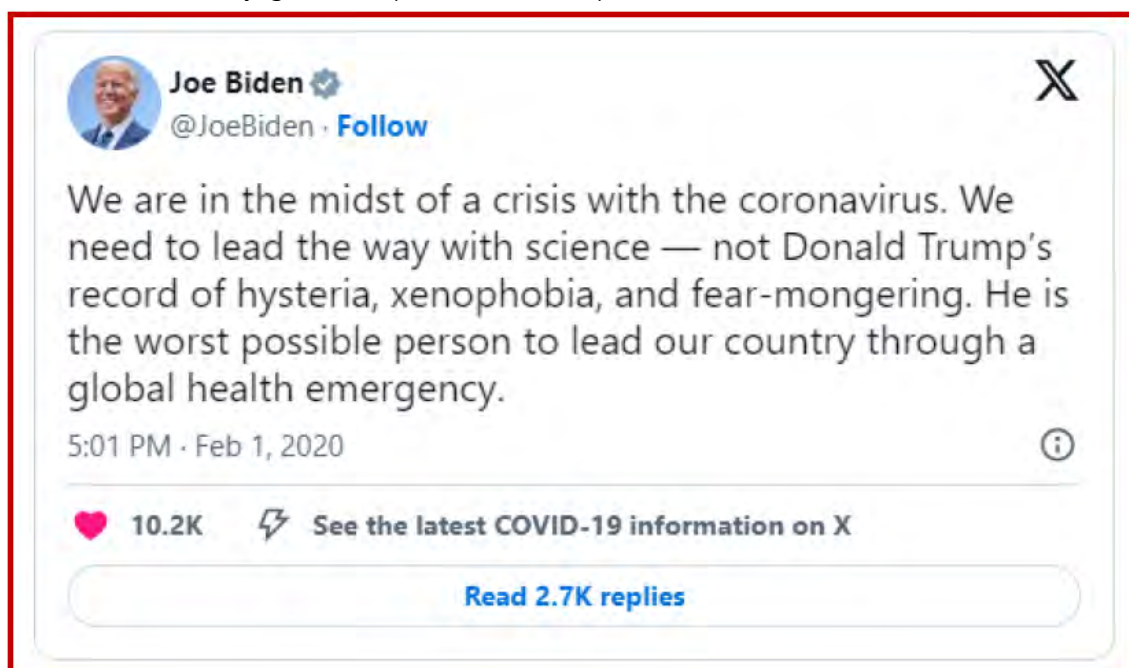 Joe Biden
@JoeBiden · Follow
We are in the midst of a crisis with the coronavirus. We
need to lead the way with science — not Donald Trump’s
record of hysteria, xenophobia, and fear-mongering. He is
the worst possible person to lead our country through a
global health emergency.
5:01 PM · Feb 1, 2020
10.2K See the latest COVID-19 information on X
Read 2.7K replies